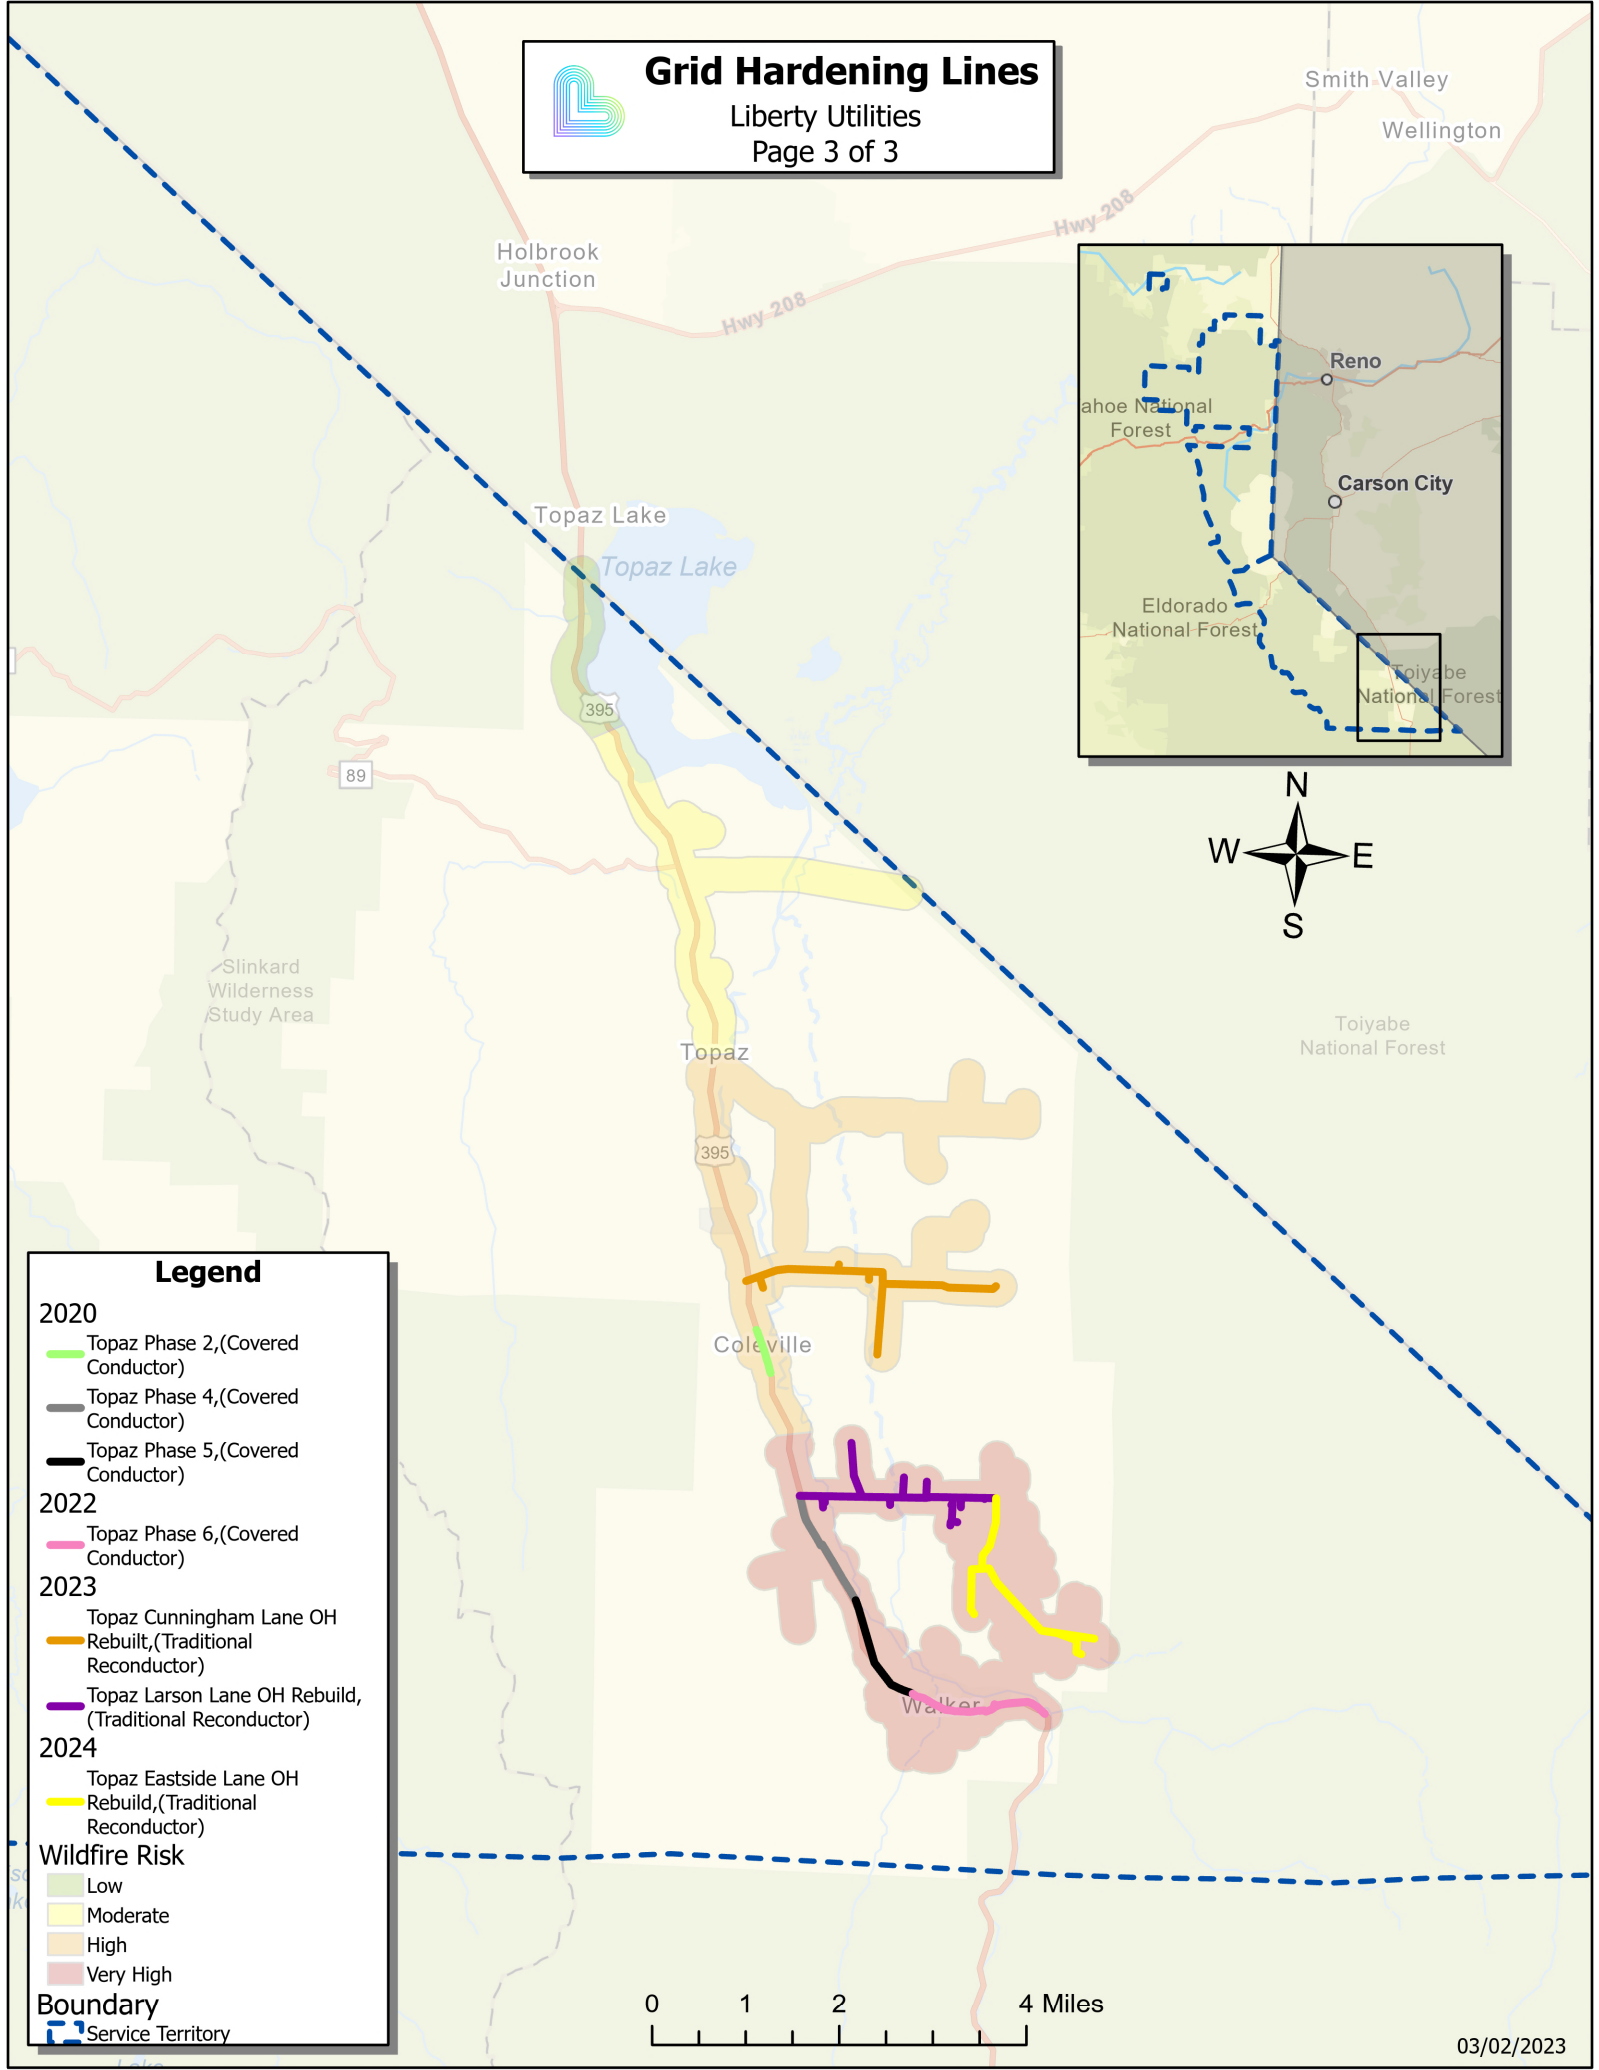 Grid Hardening Lines
Liberty Utilities
Page 3 of 3
Smith Valley
Wellington
Hwy 208
Holbrook
Junction
Hwy 208
Reno
ahoe National
Forest
Carson City
Eldorado
National Forest
Toiyabe
National Forest
Topaz Lake
Topaz Lake
395
89
N
W
E
S
Slinkard
Wilderness
Study Area
Toiyabe
National Forest
Topaz
395
Coleville
Walker
Legend
2020
Topaz Phase 2,(Covered
Conductor)
Topaz Phase 4,(Covered
Conductor)
Topaz Phase 5,(Covered
Conductor)
2022
Topaz Phase 6,(Covered
Conductor)
2023
Topaz Cunningham Lane OH
Rebuilt,(Traditional
Reconductor)
Topaz Larson Lane OH Rebuild,
(Traditional Reconductor)
2024
Topaz Eastside Lane OH
Rebuild,(Traditional
Reconductor)
Wildfire Risk
Low
Moderate
High
Very High
Boundary
Service Territory
Lake
0 1 2 4 Miles
03/02/2023